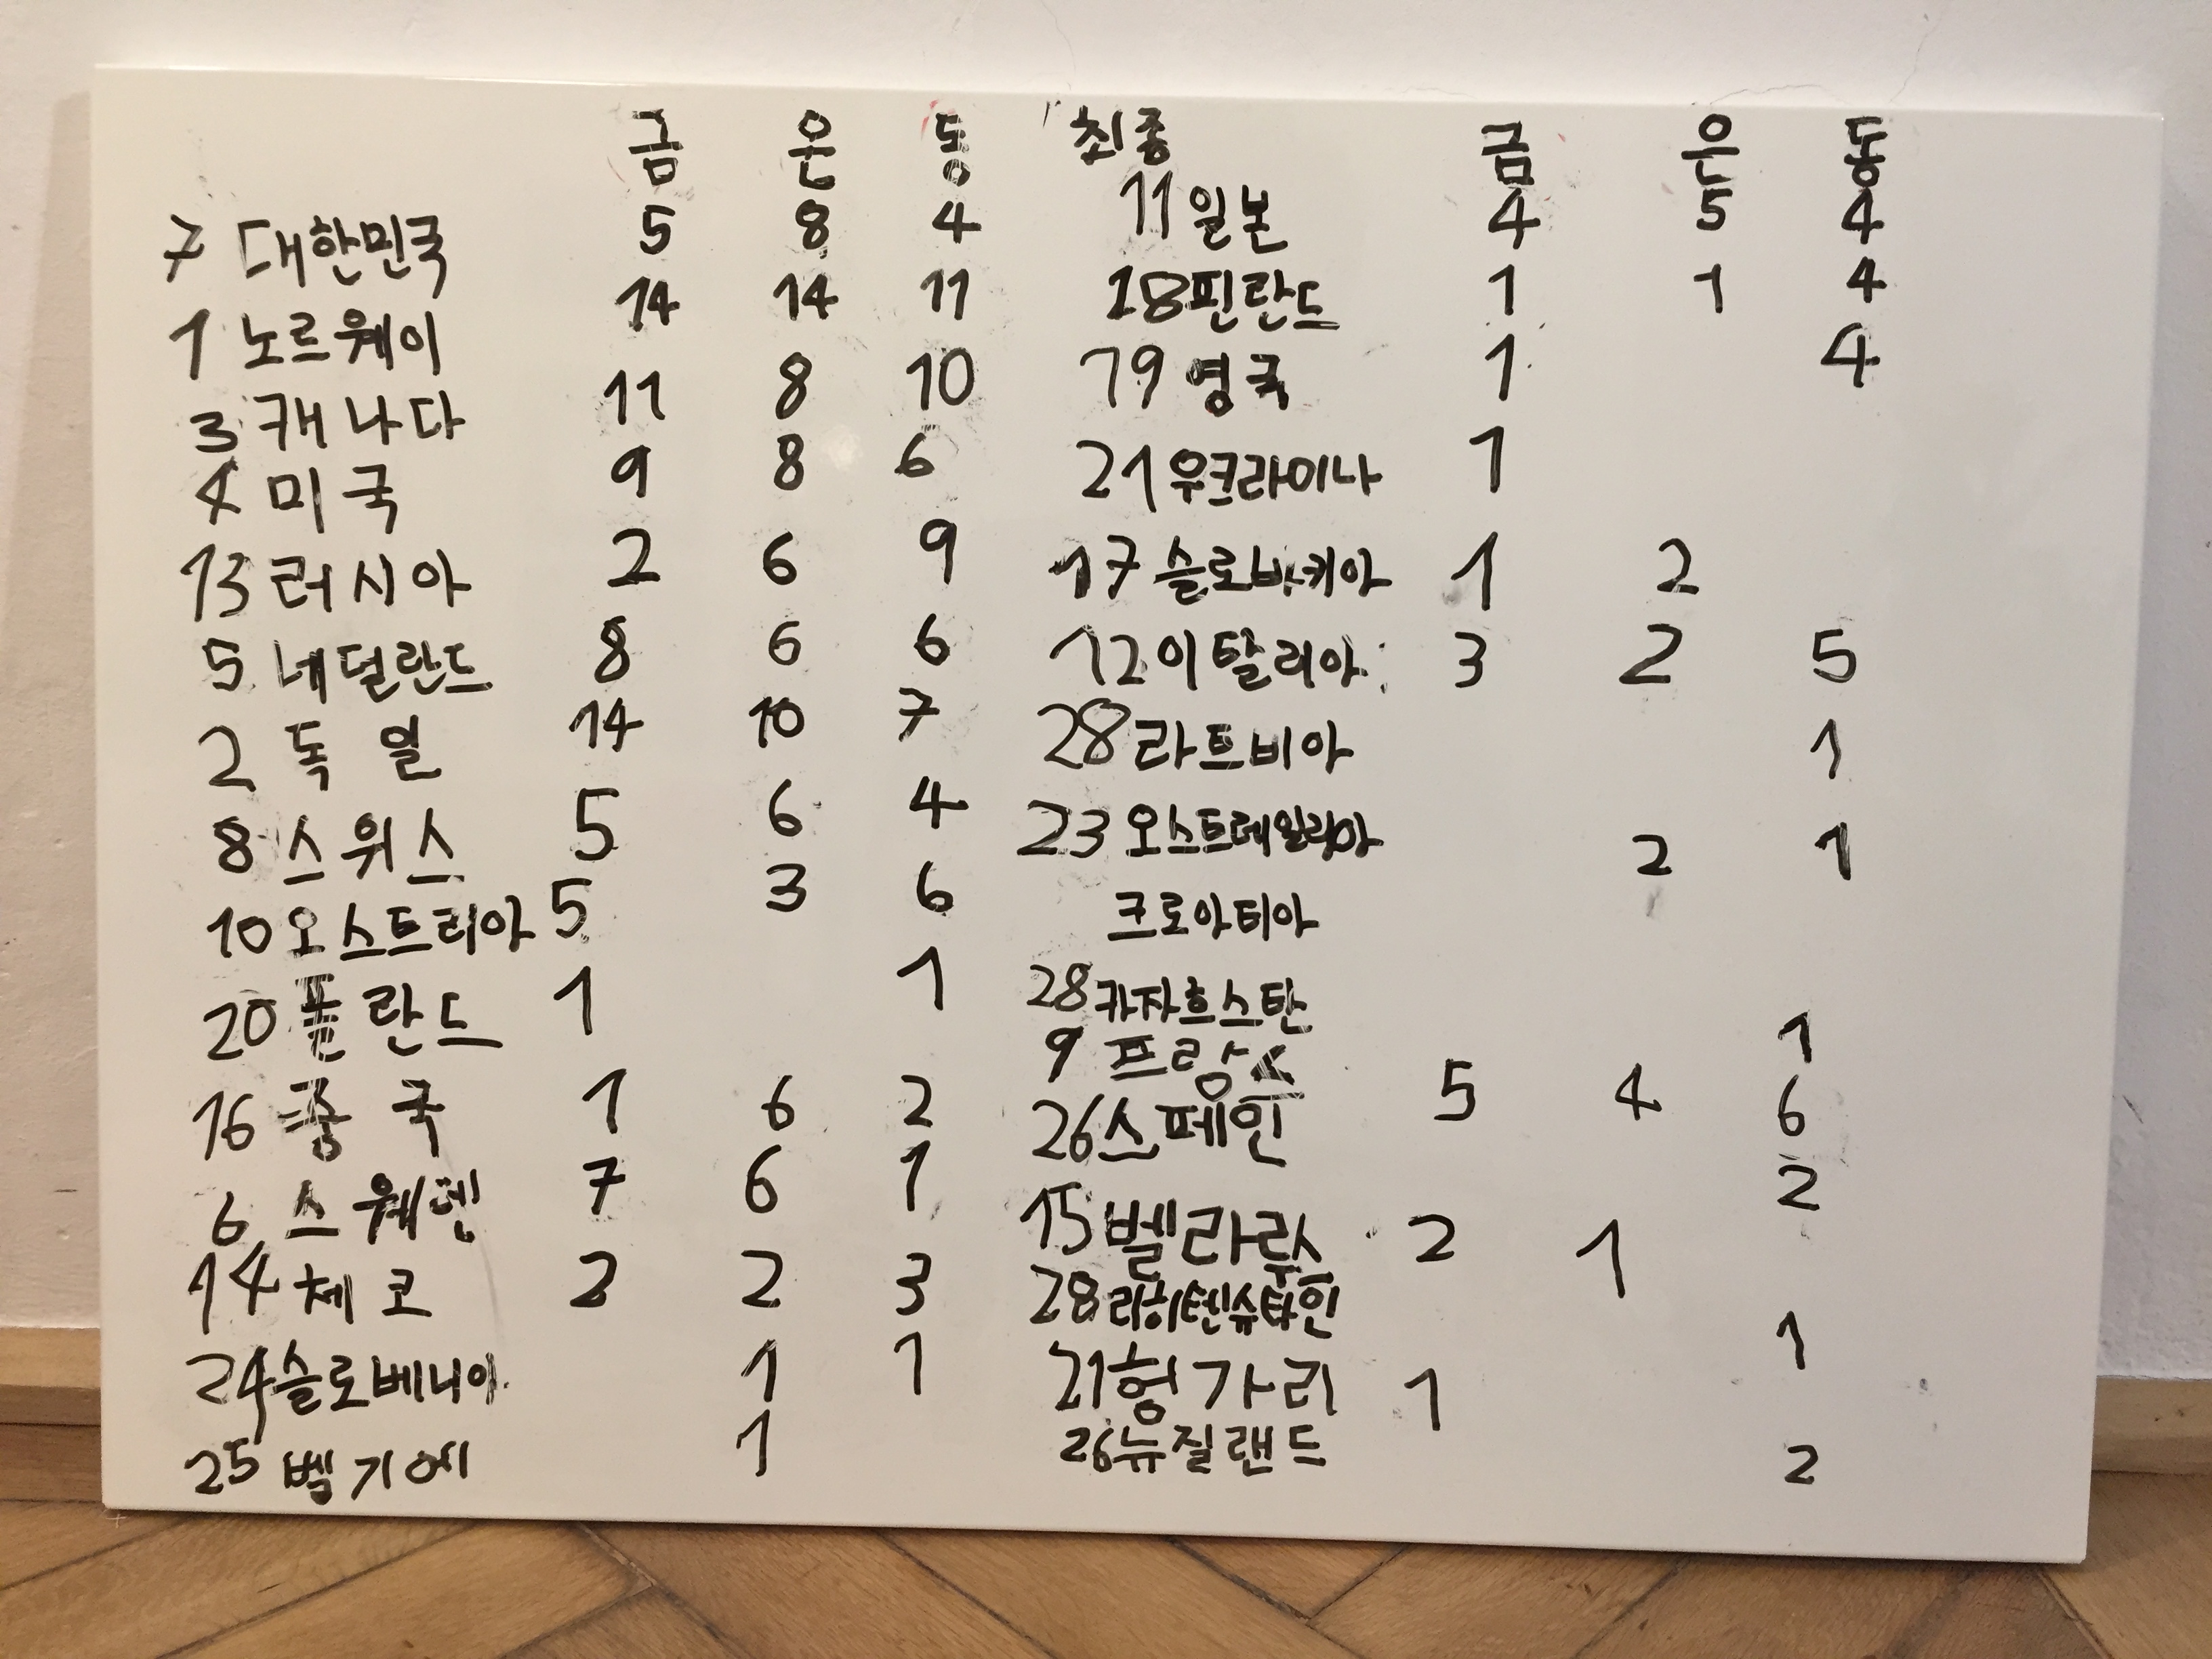 금 은 동 최종 금 은 동
7 대한민국 5 8 4
1 노르웨이 14 14 11
3 캐나다 11 8 10
4 미국 9 8 6
13 러시아 2 6 9
5 네덜란드 8 6 6
2 독일 14 10 7
8 스위스 5 6 4
10 오스트리아 5 3 6
20 폴란드 1 1
16 중국 1 6 2
6 스웨덴 7 6 1
14 체코 2 2 3
24 슬로베니아 1 1
25 벨기에 1
11 일본 4 5 4
18 핀란드 1 1 4
19 영국 1 4
21 우크라이나 1
17 슬로바키아 1 2
12 이탈리아 3 2 5
28 라트비아 1
23 오스트레일리아 2 1
크로아티아
28 카자흐스탄 1
9 프랑스 5 4 6
26 스페인 2
15 벨라루스 2 1
28 리히텐슈타인 1
21 헝가리 1
26 뉴질랜드 2